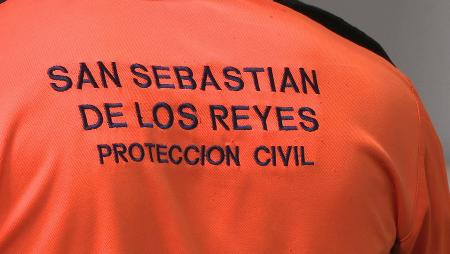 SAN SEBASTIAN
DE LOS REYES
PROTECCION CIVIL